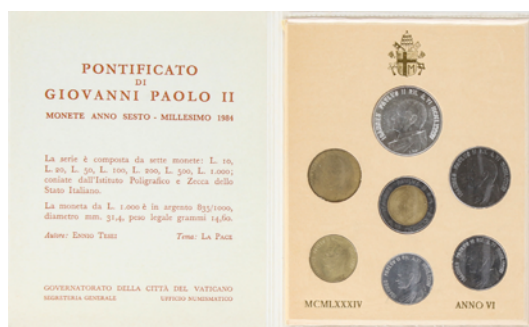 PONTIFICATO
DI
GIOVANNI PAOLO II
MONETE ANNO SESTO - MILLESIMO 1984
La serie è composta da sette monete: L. 10,
L. 20, L. 50, L. 100, L. 200, L. 500, L. 1.000;
coniate dall'Istituto Poligrafico e Zecca dello
Stato Italiano.
La moneta da L. 1.000 è in argento 835/1000,
diametro mm. 31,4, peso legale grammi 14,60.
Autore: ENNIO TESEI Tema: LA PACE
GOVERNATORATO DELLA CITTÀ DEL VATICANO
SEGRETERIA GENERALE UFFICIO NUMISMATICO
MCMLXXXIV ANNO VI